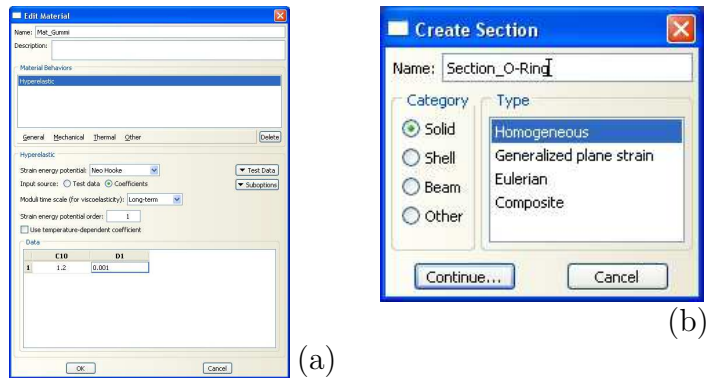 Edit Material
Name: Mat_Gummi
Description:
Material Behaviors
Hyperelastic
General Mechanical Thermal Other Delete
Hyperelastic
Strain energy potential: Neo Hooke Test Data
Input source: Test data Coefficients Suboptions
Moduli time scale (for viscoelasticity): Long-term
Strain energy potential order: 1
Use temperature-dependent coefficient
Data
C10 D1
1 1.2 0.001
OK Cancel
(a)
Create Section
Name: Section_O-Ring
Category Type
Solid Homogeneous
Shell Generalized plane strain
Beam Eulerian
Other Composite
Continue... Cancel
(b)